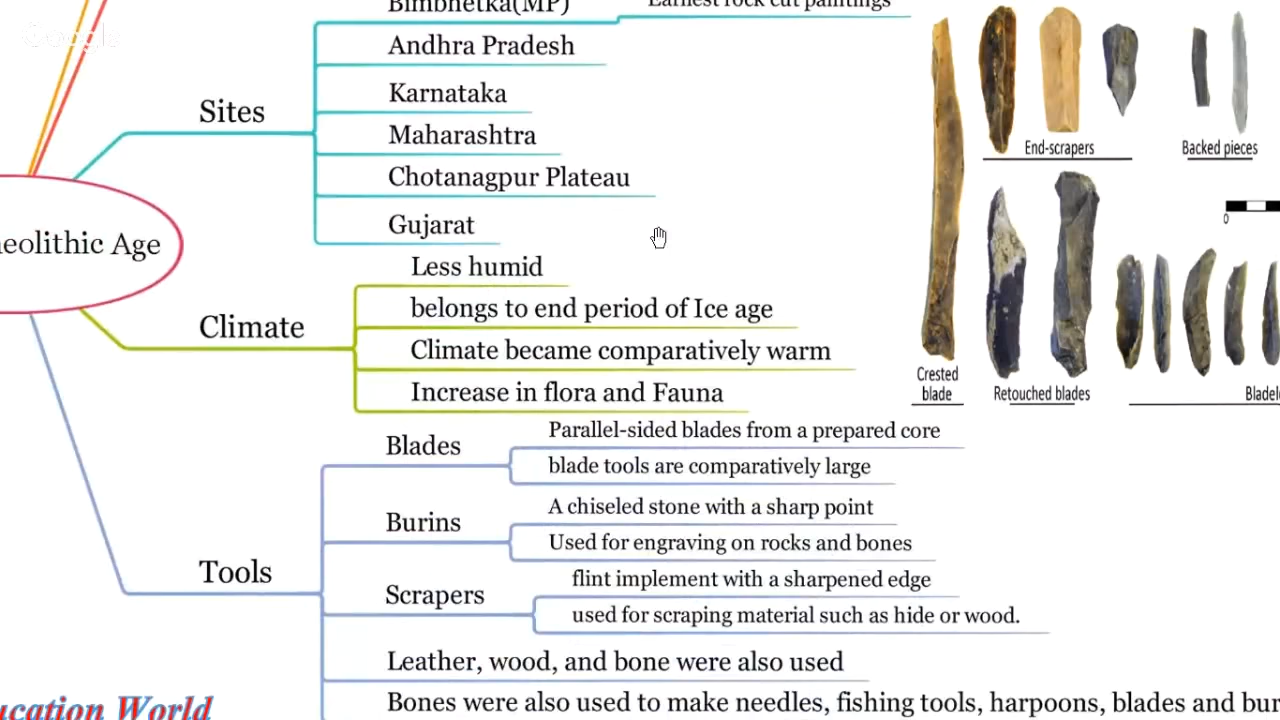 Google
Bimbhetka(MP)
Earliest rock cut paintings
Andhra Pradesh
Sites
Karnataka
Maharashtra
Chotanagpur Plateau
Gujarat
eolithic Age
Less humid
belongs to end period of Ice age
Climate
Climate became comparatively warm
Increase in flora and Fauna
Blades
Parallel-sided blades from a prepared core
blade tools are comparatively large
Burins
A chiseled stone with a sharp point
Used for engraving on rocks and bones
Tools
Scrapers
flint implement with a sharpened edge
used for scraping material such as hide or wood.
Leather, wood, and bone were also used
Bones were also used to make needles, fishing tools, harpoons, blades and bur
ucation World
End-scrapers
Backed pieces
0
Crested
blade
Retouched blades
Bladel